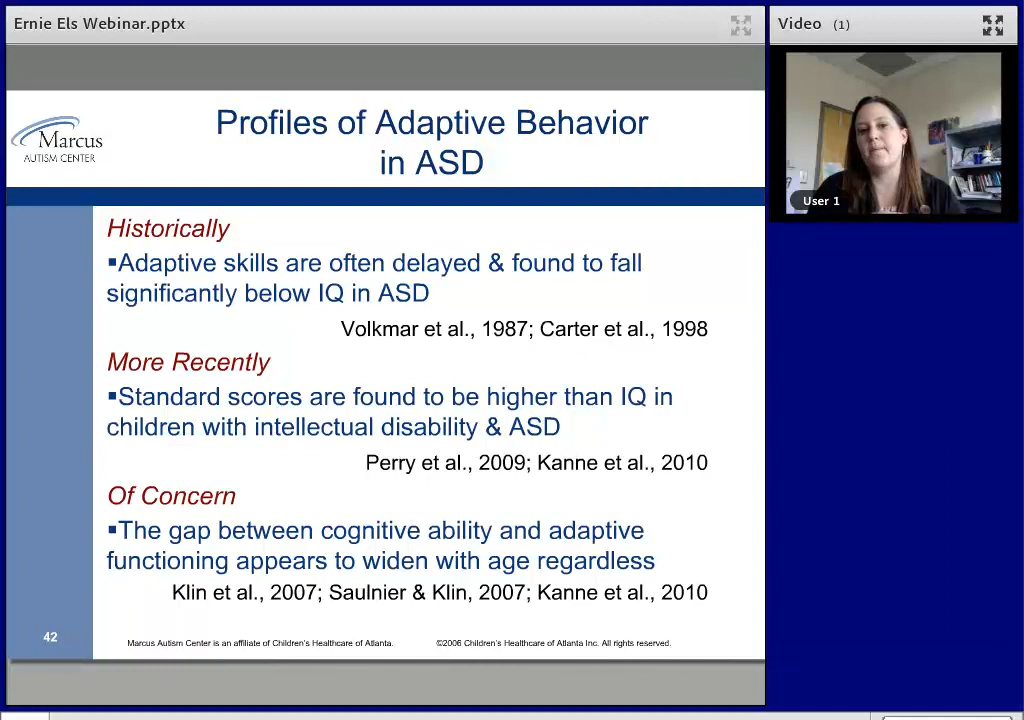 Ernie Els Webinar.pptx
Video (1)
Marcus
AUTISM CENTER
Profiles of Adaptive Behavior
in ASD
User 1
Historically
▪Adaptive skills are often delayed & found to fall
significantly below IQ in ASD
Volkmar et al., 1987; Carter et al., 1998
More Recently
▪Standard scores are found to be higher than IQ in
children with intellectual disability & ASD
Perry et al., 2009; Kanne et al., 2010
Of Concern
▪The gap between cognitive ability and adaptive
functioning appears to widen with age regardless
Klin et al., 2007; Saulnier & Klin, 2007; Kanne et al., 2010
42
Marcus Autism Center is an affiliate of Children's Healthcare of Atlanta. ©2006 Children's Healthcare of Atlanta Inc. All rights reserved.